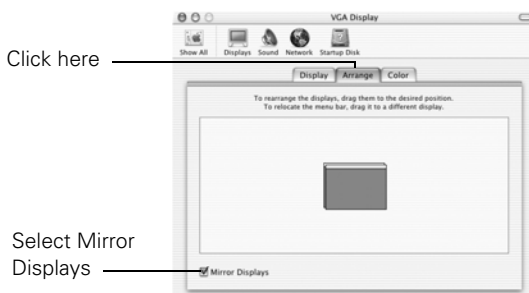 VGA Display
Show All Displays Sound Network Startup Disk
Click here
Display Arrange Color
To rearrange the displays, drag them to the desired position.
To relocate the menu bar, drag it to a different display.
Select Mirror
Displays
Mirror Displays